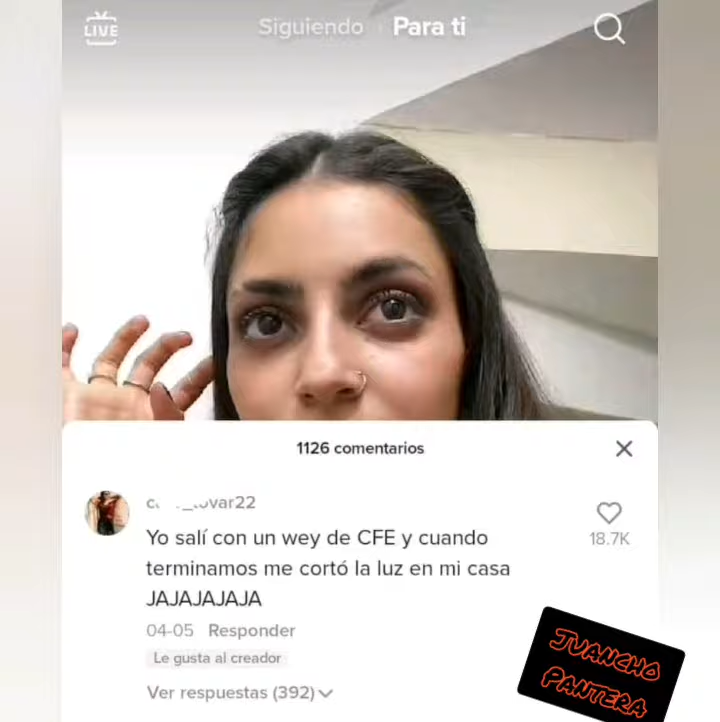 LIVE
Siguiendo Para ti
1126 comentarios
Yo salí con un wey de CFE y cuando
terminamos me cortó la luz en mi casa
JAJAJAJAJA
18.7K
04-05 Responder
Le gusta al creador
Ver respuestas (392)
JUANCHO
PANTERA